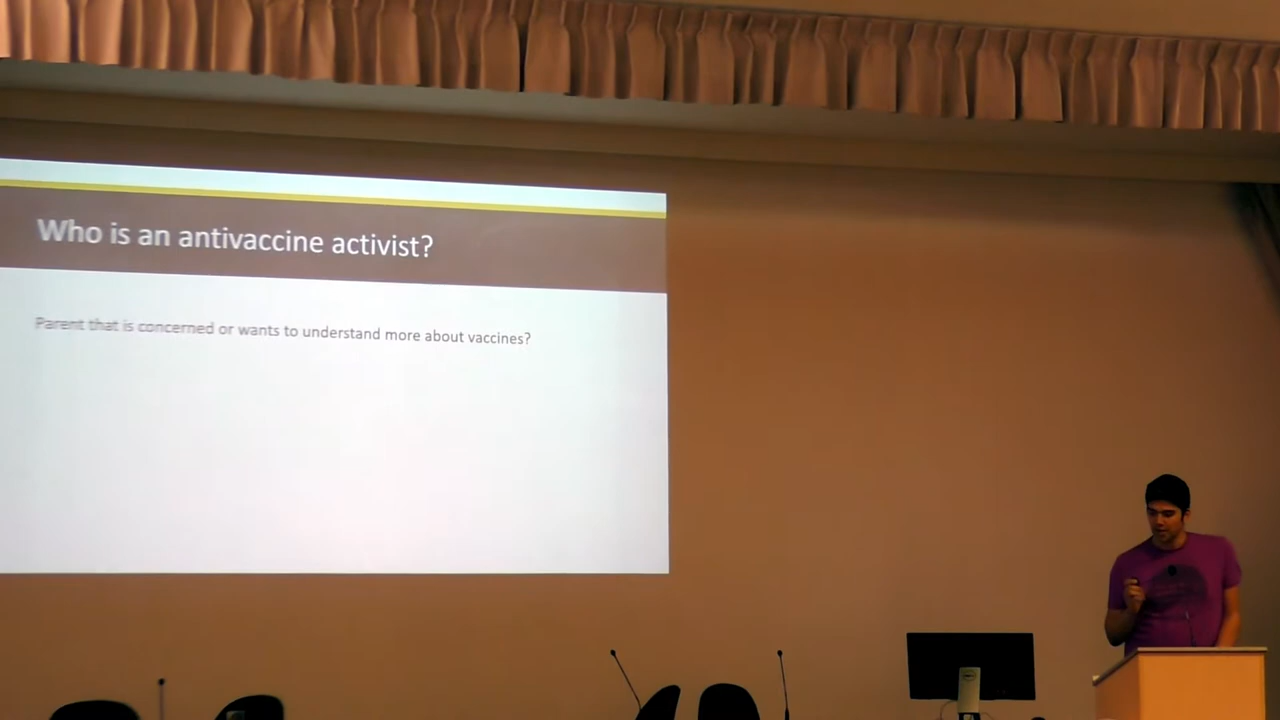 Who is an antivaccine activist?
Parent that is concerned or wants to understand more about vaccines?